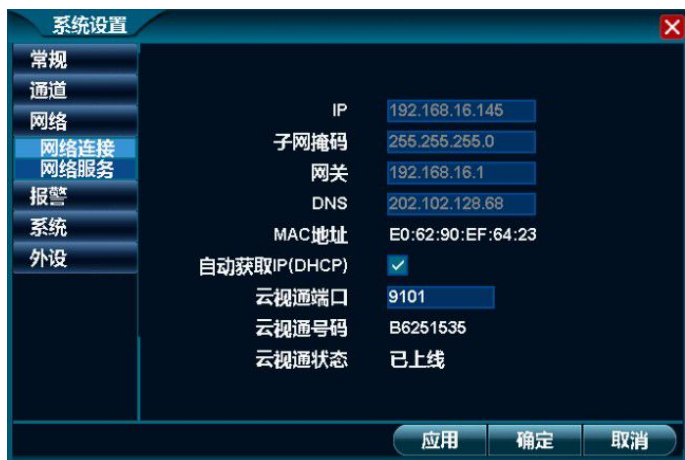 系统设置
常规
通道
网络
网络连接
网络服务
报警
系统
外设
IP 192.168.16.145
子网掩码 255.255.255.0
网关 192.168.16.1
DNS 202.102.128.68
MAC地址 E0:62:90:EF:64:23
自动获取IP(DHCP)
云视通端口 9101
云视通号码 B6251535
云视通状态 已上线
应用 确定 取消